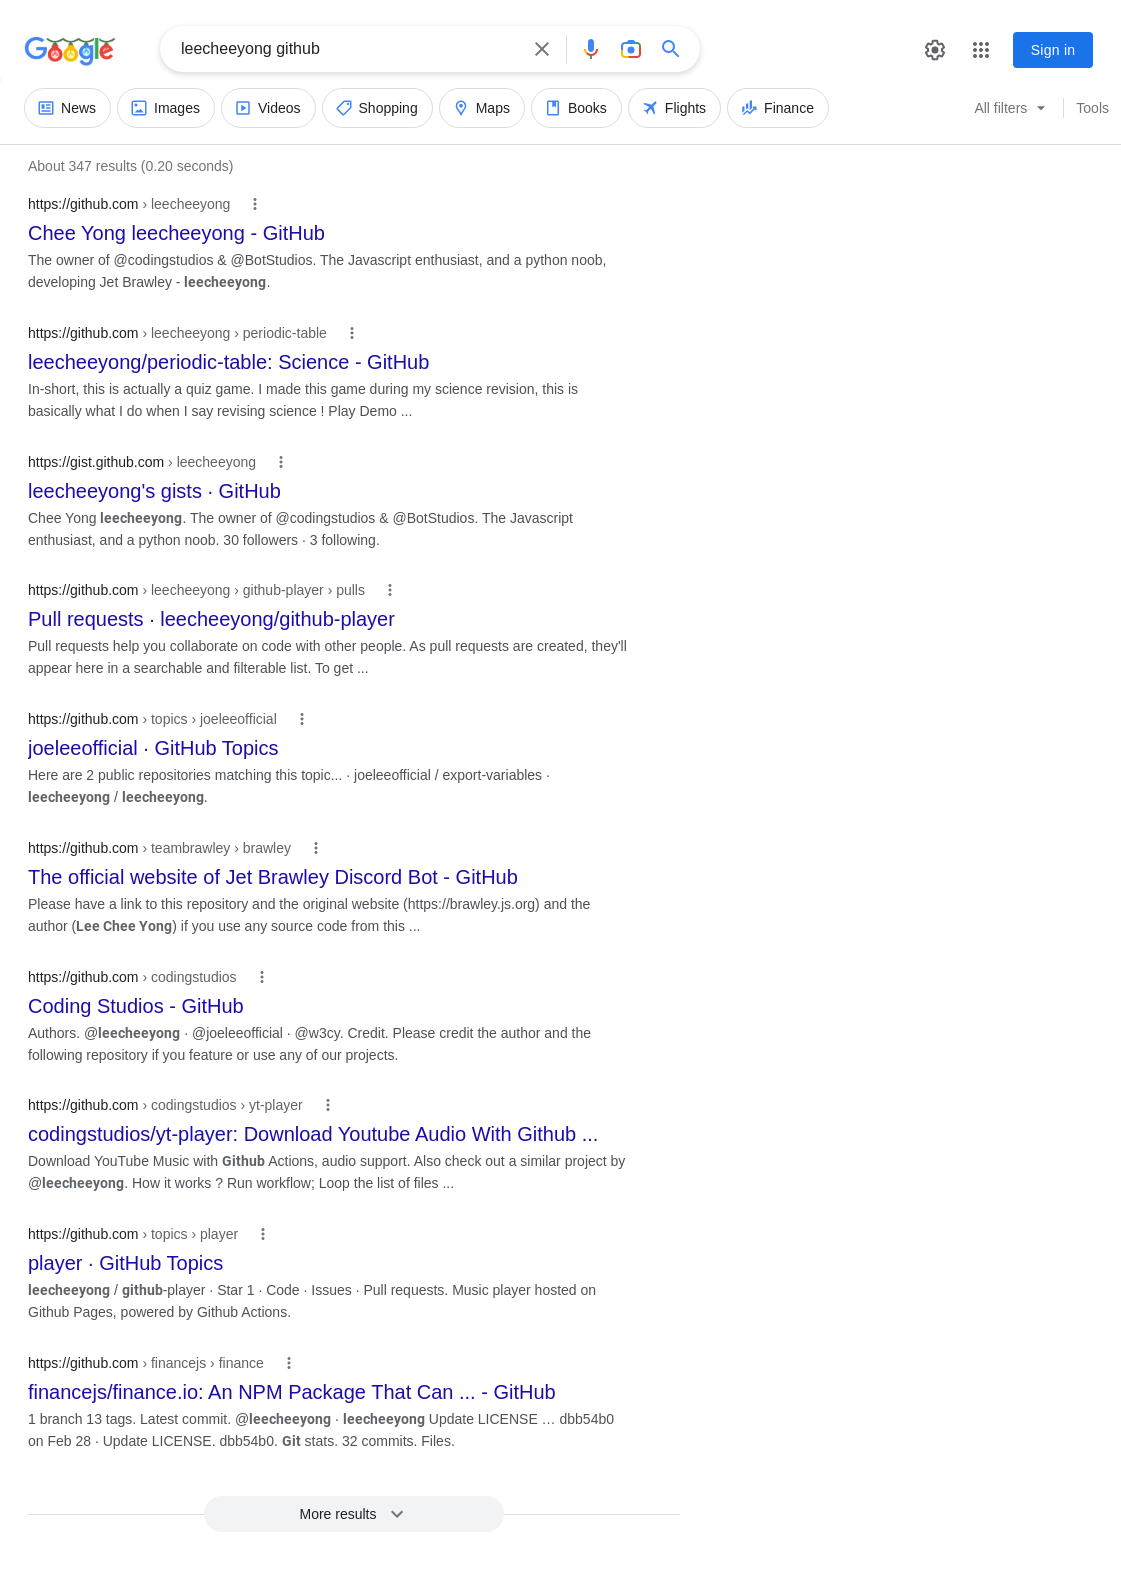 Google
leecheeyong github
Sign in
News Images Videos Shopping Maps Books Flights Finance All filters Tools
About 347 results (0.20 seconds)
https://github.com › leecheeyong
Chee Yong leecheeyong - GitHub
The owner of @codingstudios & @BotStudios. The Javascript enthusiast, and a python noob,
developing Jet Brawley - leecheeyong.
https://github.com › leecheeyong › periodic-table
leecheeyong/periodic-table: Science - GitHub
In-short, this is actually a quiz game. I made this game during my science revision, this is
basically what I do when I say revising science ! Play Demo ...
https://gist.github.com › leecheeyong
leecheeyong's gists · GitHub
Chee Yong leecheeyong. The owner of @codingstudios & @BotStudios. The Javascript
enthusiast, and a python noob. 30 followers · 3 following.
https://github.com › leecheeyong › github-player › pulls
Pull requests · leecheeyong/github-player
Pull requests help you collaborate on code with other people. As pull requests are created, they'll
appear here in a searchable and filterable list. To get ...
https://github.com › topics › joeleeofficial
joeleeofficial · GitHub Topics
Here are 2 public repositories matching this topic... · joeleeofficial / export-variables ·
leecheeyong / leecheeyong.
https://github.com › teambrawley › brawley
The official website of Jet Brawley Discord Bot - GitHub
Please have a link to this repository and the original website (https://brawley.js.org) and the
author (Lee Chee Yong) if you use any source code from this ...
https://github.com › codingstudios
Coding Studios - GitHub
Authors. @leecheeyong · @joeleeofficial · @w3cy. Credit. Please credit the author and the
following repository if you feature or use any of our projects.
https://github.com › codingstudios › yt-player
codingstudios/yt-player: Download Youtube Audio With Github ...
Download YouTube Music with Github Actions, audio support. Also check out a similar project by
@leecheeyong. How it works ? Run workflow; Loop the list of files ...
https://github.com › topics › player
player · GitHub Topics
leecheeyong / github-player · Star 1 · Code · Issues · Pull requests. Music player hosted on
Github Pages, powered by Github Actions.
https://github.com › financejs › finance
financejs/finance.io: An NPM Package That Can ... - GitHub
1 branch 13 tags. Latest commit. @leecheeyong · leecheeyong Update LICENSE … dbb54b0
on Feb 28 · Update LICENSE. dbb54b0. Git stats. 32 commits. Files.
More results